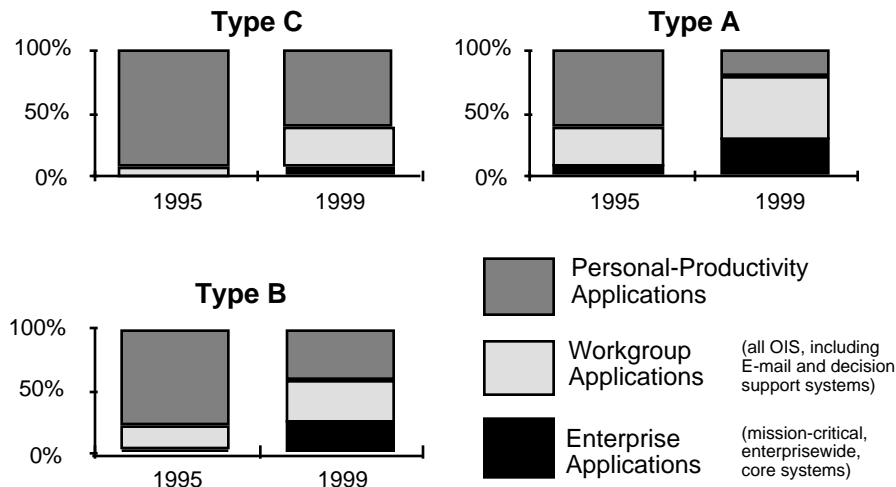 Type C
100%
50%
0%
1995
1999
Type A
100%
50%
0%
1995
1999
Type B
100%
50%
0%
1995
1999
Personal-Productivity
Applications
Workgroup
Applications
(all OIS, including
E-mail and decision
support systems)
Enterprise
Applications
(mission-critical,
enterprisewide,
core systems)